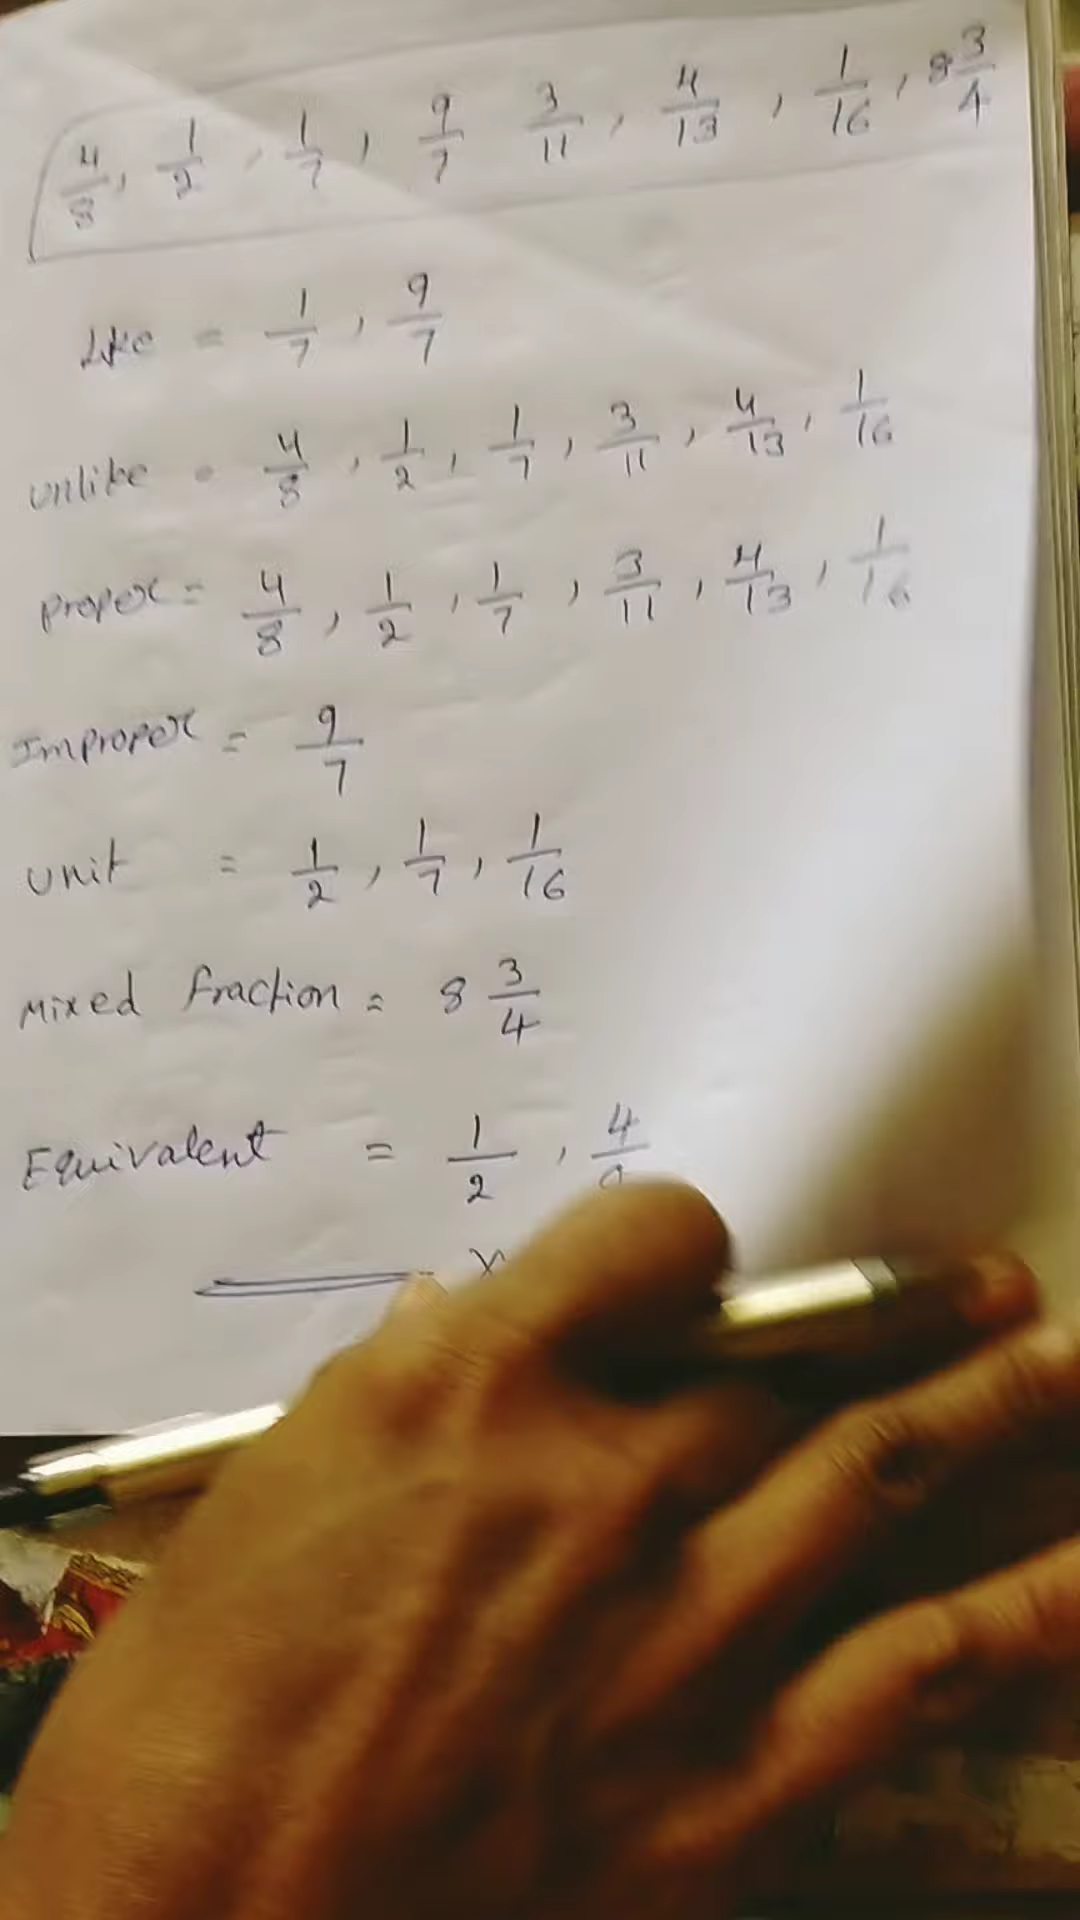 4/8, 1/2, 1/7, 9/7 3/11, 4/13, 1/16, 8 3/4
Like = 1/7, 9/7
unlike = 4/8, 1/2, 1/7, 3/11, 4/13, 1/16
proper = 4/8, 1/2, 1/7, 3/11, 4/13, 1/16
Improper = 9/7
unit = 1/2, 1/7, 1/16
Mixed fraction = 8 3/4
Equivalent = 1/2, 4/